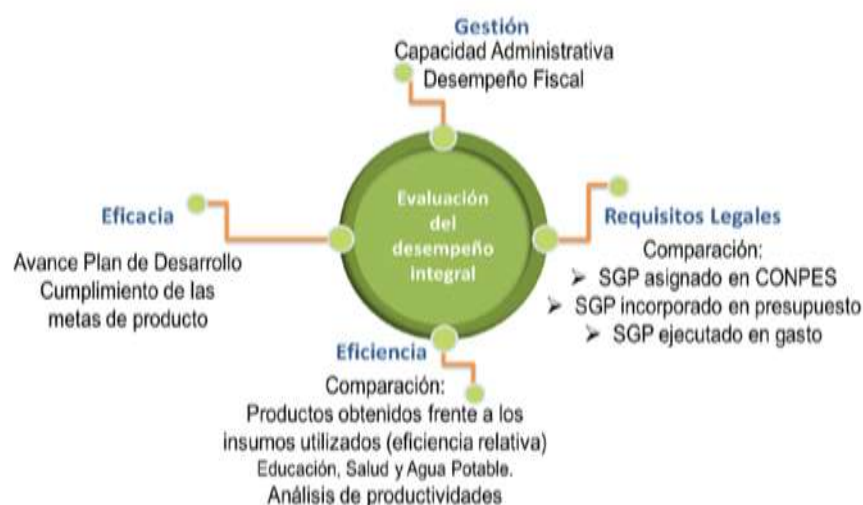 Gestión
Capacidad Administrativa
Desempeño Fiscal
Evaluación
del
desempeño
integral
Eficacia
Avance Plan de Desarrollo
Cumplimiento de las
metas de producto
Requisitos Legales
Comparación:
➢ SGP asignado en CONPES
➢ SGP incorporado en presupuesto
➢ SGP ejecutado en gasto
Eficiencia
Comparación:
Productos obtenidos frente a los
insumos utilizados (eficiencia relativa)
Educación, Salud y Agua Potable.
Análisis de productividades